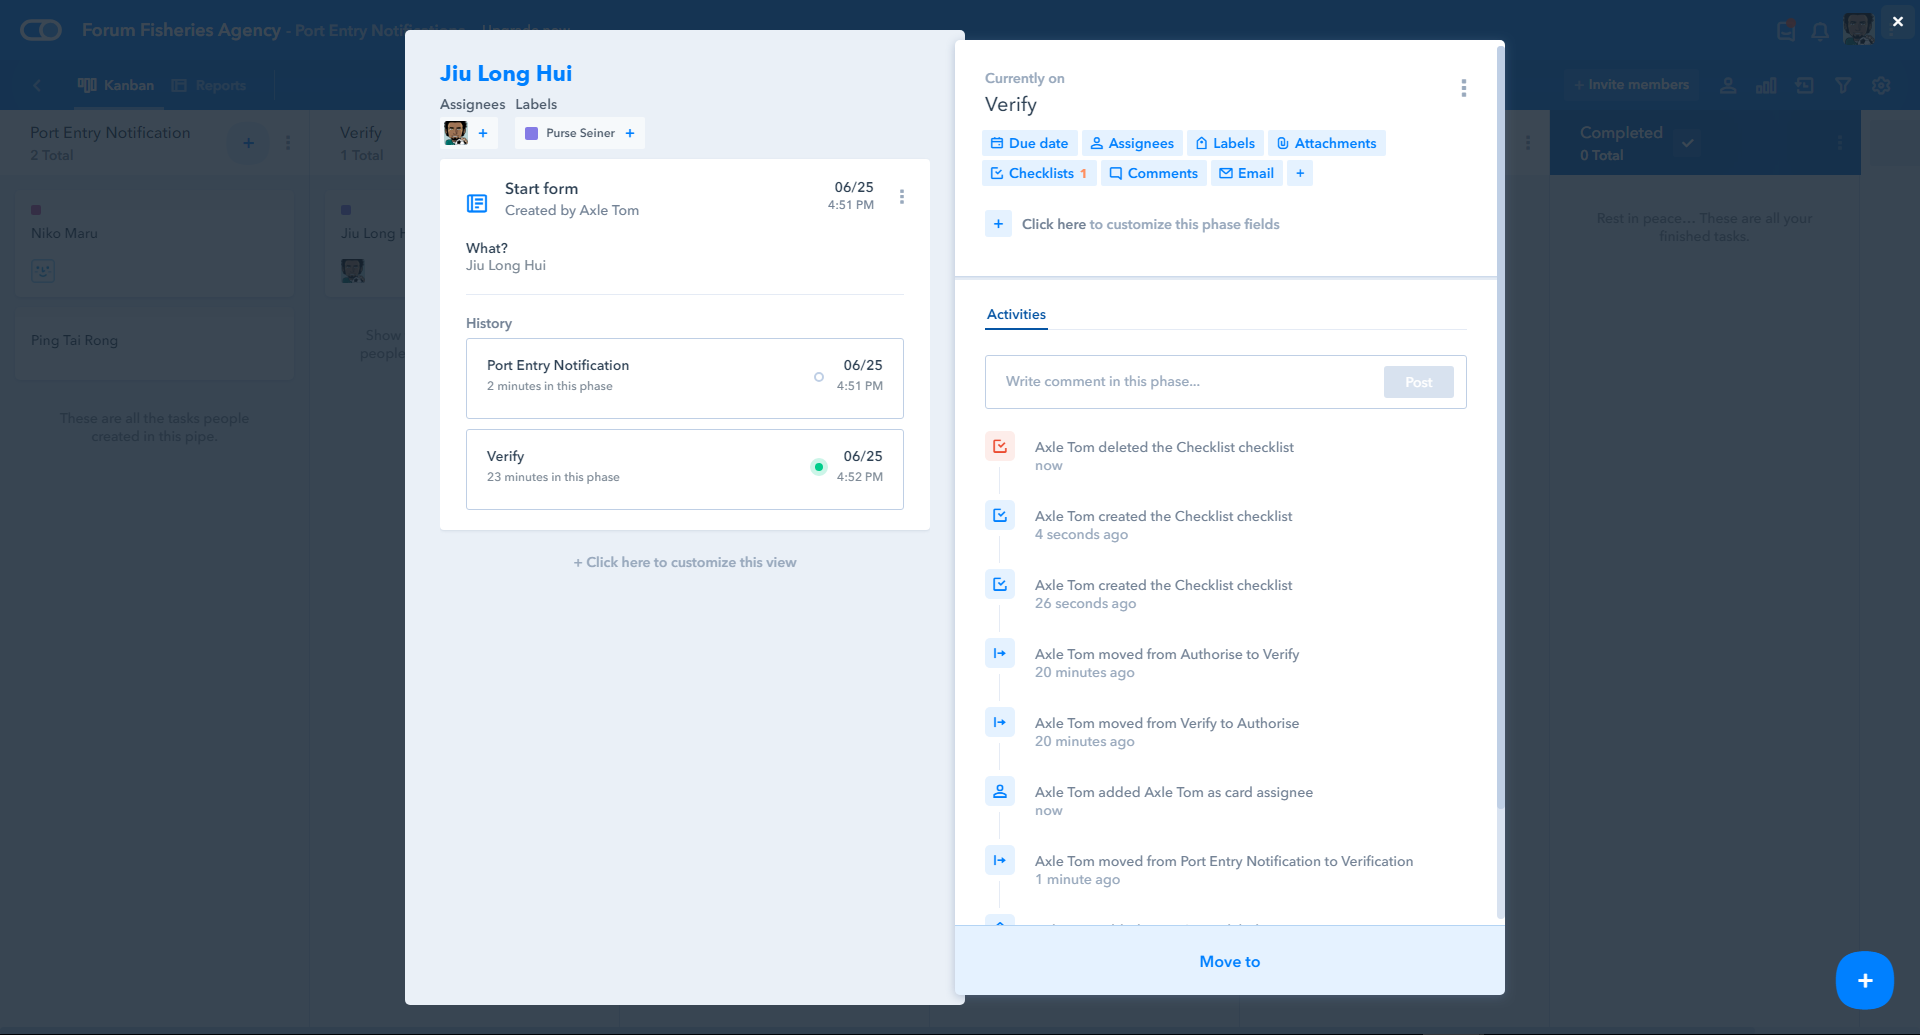 Forum Fisheries Agency - Port Entry Notifications
Kanban
Reports
+ Invite members
Port Entry Notification
2 Total
Verify
1 Total
Completed
0 Total
Niko Maru
Ping Tai Rong
These are all the tasks people
created in this pipe.
Jiu Long H
Show
people
Rest in peace... These are all your
finished tasks.
Jiu Long Hui
Assignees Labels
+
Purse Seiner +
Start form
Created by Axle Tom
06/25
4:51 PM
What?
Jiu Long Hui
History
Port Entry Notification
2 minutes in this phase
06/25
4:51 PM
Verify
23 minutes in this phase
06/25
4:52 PM
+ Click here to customize this view
Currently on
Verify
Due date Assignees Labels Attachments
Checklists 1 Comments Email +
+ Click here to customize this phase fields
Activities
Write comment in this phase...
Post
Axle Tom deleted the Checklist checklist
now
Axle Tom created the Checklist checklist
4 seconds ago
Axle Tom created the Checklist checklist
26 seconds ago
Axle Tom moved from Authorise to Verify
20 minutes ago
Axle Tom moved from Verify to Authorise
20 minutes ago
Axle Tom added Axle Tom as card assignee
now
Axle Tom moved from Port Entry Notification to Verification
1 minute ago
Move to
+